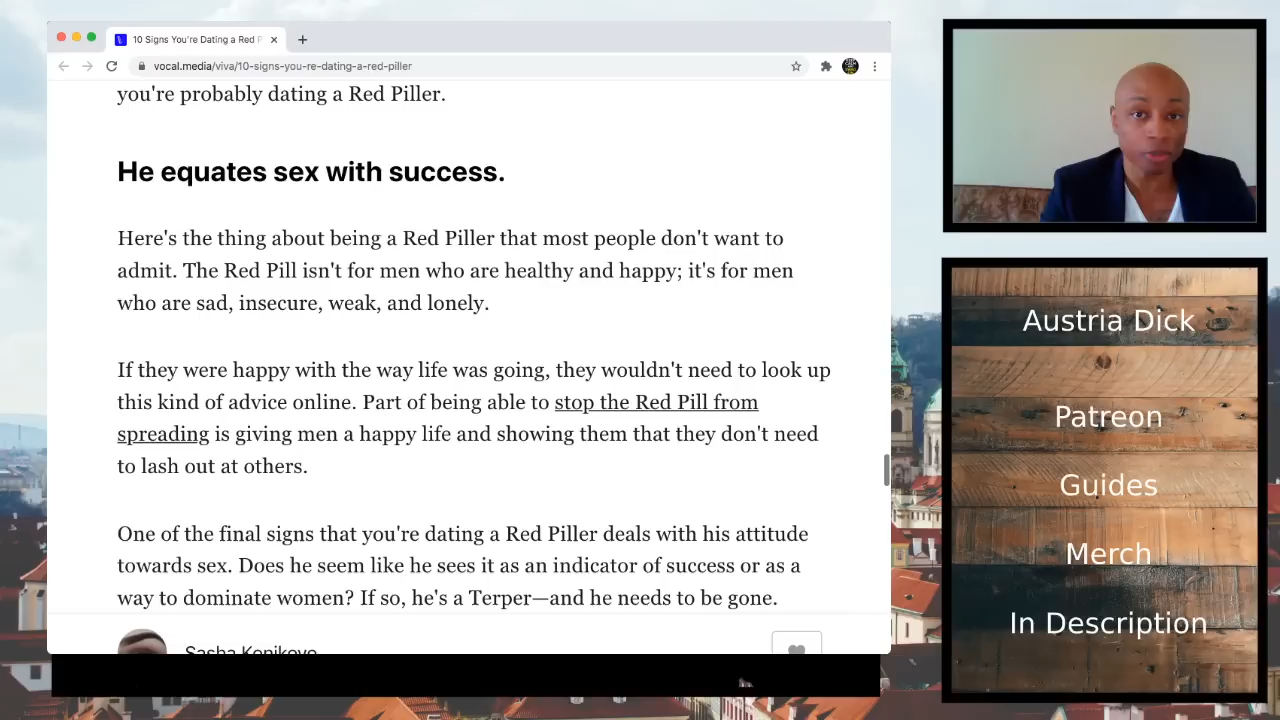 10 Signs You're Dating a Red P
vocal.media/viva/10-signs-you-re-dating-a-red-piller
you're probably dating a Red Piller.
He equates sex with success.
Here's the thing about being a Red Piller that most people don't want to
admit. The Red Pill isn't for men who are healthy and happy; it's for men
who are sad, insecure, weak, and lonely.
If they were happy with the way life was going, they wouldn't need to look up
this kind of advice online. Part of being able to stop the Red Pill from
spreading is giving men a happy life and showing them that they don't need
to lash out at others.
One of the final signs that you're dating a Red Piller deals with his attitude
towards sex. Does he seem like he sees it as an indicator of success or as a
way to dominate women? If so, he's a Terper—and he needs to be gone.
Sasha
Austria Dick
Patreon
Guides
Merch
In Description